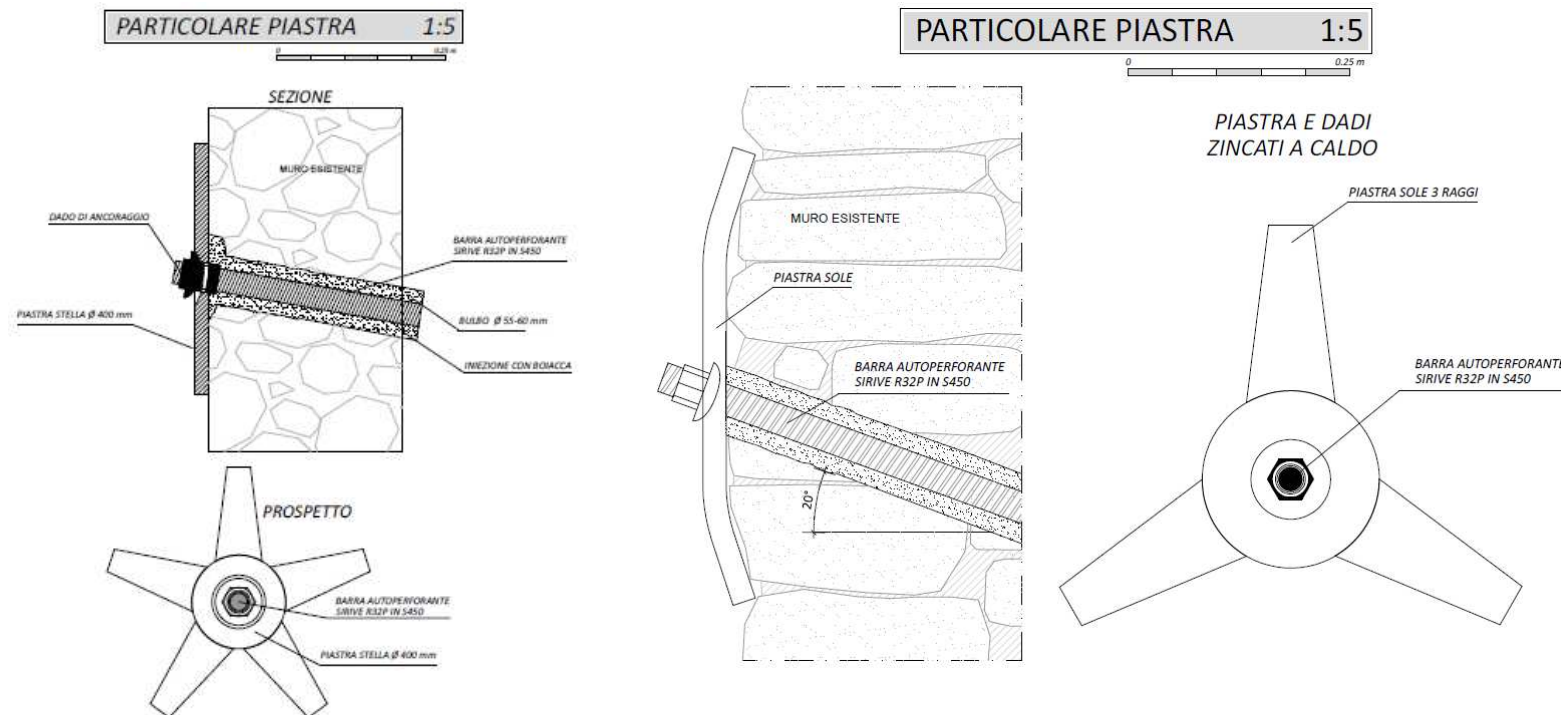 PARTICOLARE PIASTRA 1:5
0 0.25 m
SEZIONE
MURO ESISTENTE
DADO DI ANCORAGGIO
BARRA AUTOPERFORANTE
SIRIVE R32P IN S450
PIASTRA STELLA Ø 400 mm
BULBO Ø 55-60 mm
INIEZIONE CON BOIACCA
PROSPETTO
BARRA AUTOPERFORANTE
SIRIVE R32P IN S450
PIASTRA STELLA Ø 400 mm
PARTICOLARE PIASTRA 1:5
0 0.25 m
MURO ESISTENTE
PIASTRA SOLE
BARRA AUTOPERFORANTE
SIRIVE R32P IN S450
20°
PIASTRA E DADI
ZINCATI A CALDO
PIASTRA SOLE 3 RAGGI
BARRA AUTOPERFORANTE
SIRIVE R32P IN S450